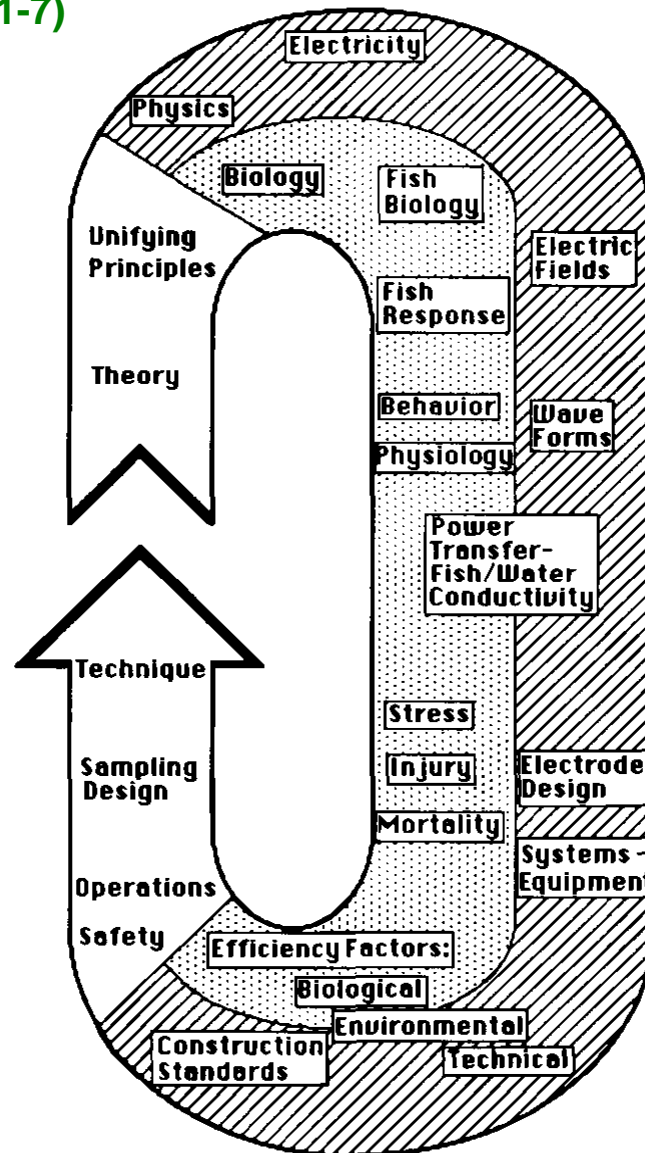 1-7)
Electricity
Physics
Biology
Fish
Biology
Unifying
Principles
Electric
Fields
Fish
Response
Theory
Behavior
Wave
Forms
Physiology
Power
Transfer-
Fish/Water
Conductivity
Technique
Stress
Sampling
Design
Injury
Electrode
Design
Mortality
Systems-
Equipment
Operations
Safety
Efficiency Factors:
Biological
Environmental
Technical
Construction
Standards